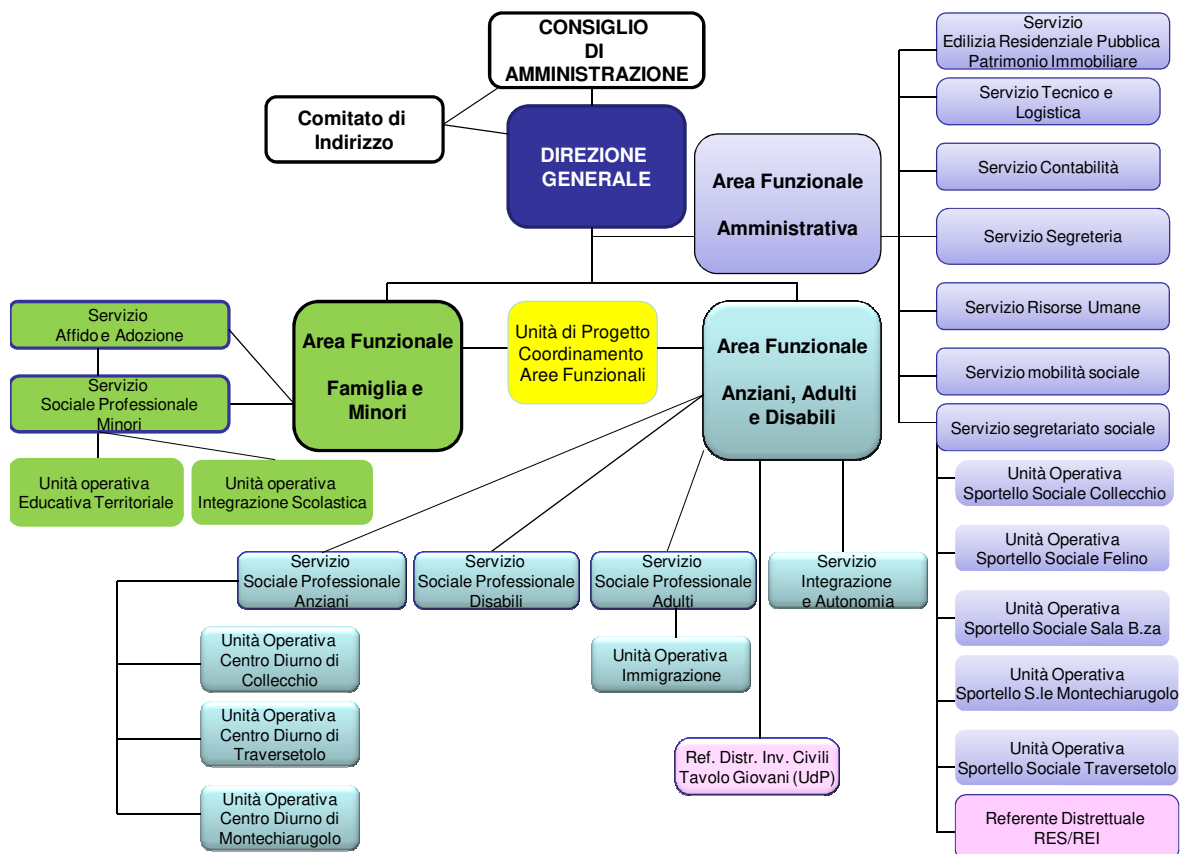 CONSIGLIO
DI
AMMINISTRAZIONE
Comitato di
Indirizzo
DIREZIONE
GENERALE
Area Funzionale
Amministrativa
Servizio
Edilizia Residenziale Pubblica
Patrimonio Immobiliare
Servizio Tecnico e
Logistica
Servizio Contabilità
Servizio Segreteria
Servizio Risorse Umane
Servizio mobilità sociale
Servizio segretariato sociale
Unità Operativa
Sportello Sociale Collecchio
Unità Operativa
Sportello Sociale Felino
Unità Operativa
Sportello Sociale Sala B.za
Unità Operativa
Sportello S.le Montechiarugolo
Unità Operativa
Sportello Sociale Traversetolo
Referente Distrettuale
RES/REI
Servizio
Affido e Adozione
Servizio
Sociale Professionale
Minori
Unità operativa
Educativa Territoriale
Unità operativa
Integrazione Scolastica
Area Funzionale
Famiglia e
Minori
Unità di Progetto
Coordinamento
Aree Funzionali
Area Funzionale
Anziani, Adulti
e Disabili
Servizio
Sociale Professionale
Anziani
Servizio
Sociale Professionale
Disabili
Servizio
Sociale Professionale
Adulti
Servizio
Integrazione
e Autonomia
Unità Operativa
Centro Diurno di
Collecchio
Unità Operativa
Centro Diurno di
Traversetolo
Unità Operativa
Centro Diurno di
Montechiarugolo
Unità Operativa
Immigrazione
Ref. Distr. Inv. Civili
Tavolo Giovani (UdP)